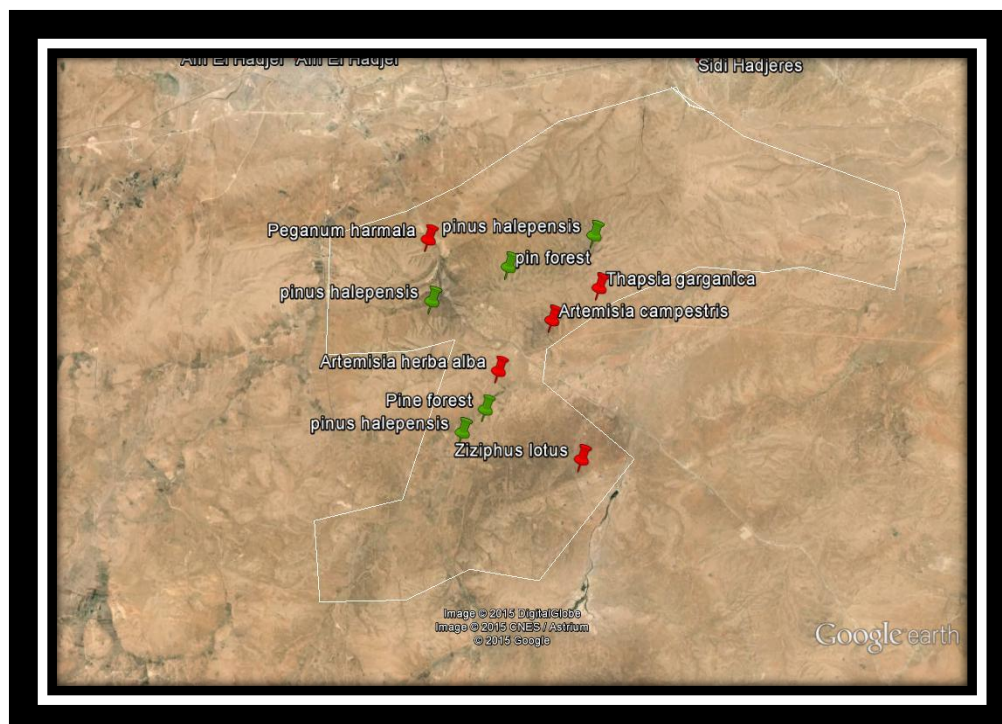 Ain El Hadjel Ain El Hadjel
Sidi Hadjeres
Peganum harmala
pinus halepensis
pin forest
Thapsia garganica
pinus halepensis
Artemisia campestris
Artemisia herba alba
Pine forest
pinus halepensis
Ziziphus lotus
Image © 2015 DigitalGlobe
Image © 2015 CNES / Astrium
© 2015 Google
Google earth